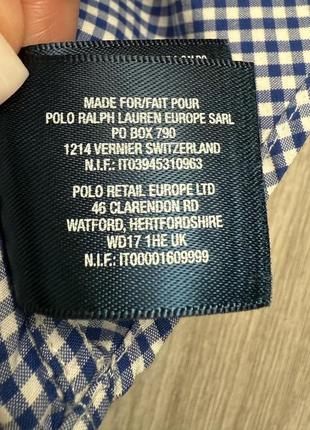 MADE FOR/FAIT POUR
POLO RALPH LAUREN EUROPE SARL
PO BOX 790
1214 VERNIER SWITZERLAND
N.I.F.: IT03945310963
POLO RETAIL EUROPE LTD
46 CLARENDON RD
WATFORD, HERTFORDSHIRE
WD17 1HE UK
N.I.F.: IT00001609999